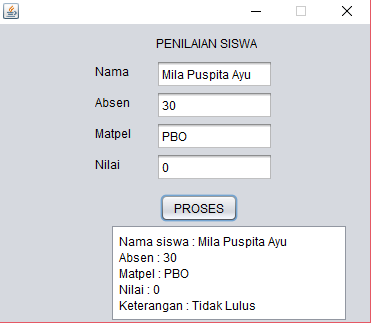 PENILAIAN SISWA
Nama Mila Puspita Ayu
Absen 30
Matpel PBO
Nilai 0
PROSES
Nama siswa : Mila Puspita Ayu
Absen : 30
Matpel : PBO
Nilai : 0
Keterangan : Tidak Lulus